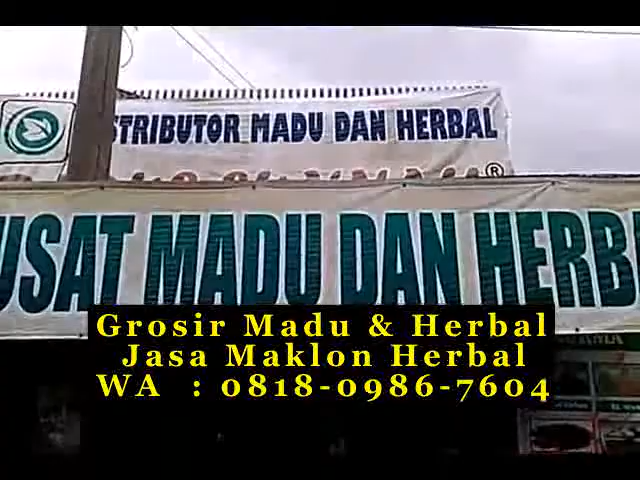 STRIBUTOR MADU DAN HERBAL
®
USAT MADU DAN HERB
Grosir Madu & Herbal
Jasa Maklon Herbal
WA : 0818-0986-7604